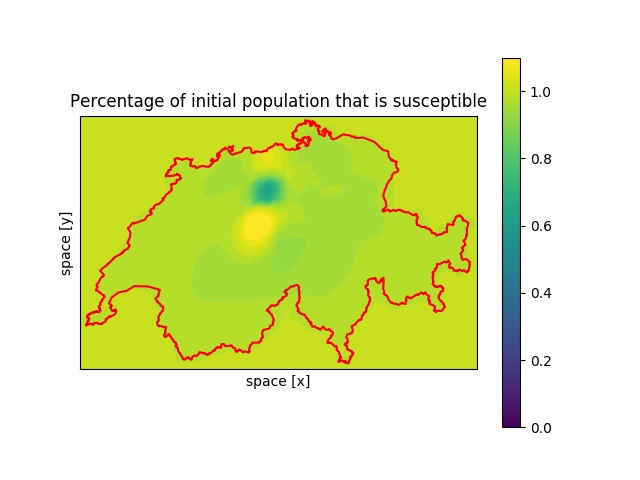 Percentage of initial population that is susceptible
space [y]
space [x]
1.0
0.8
0.6
0.4
0.2
0.0